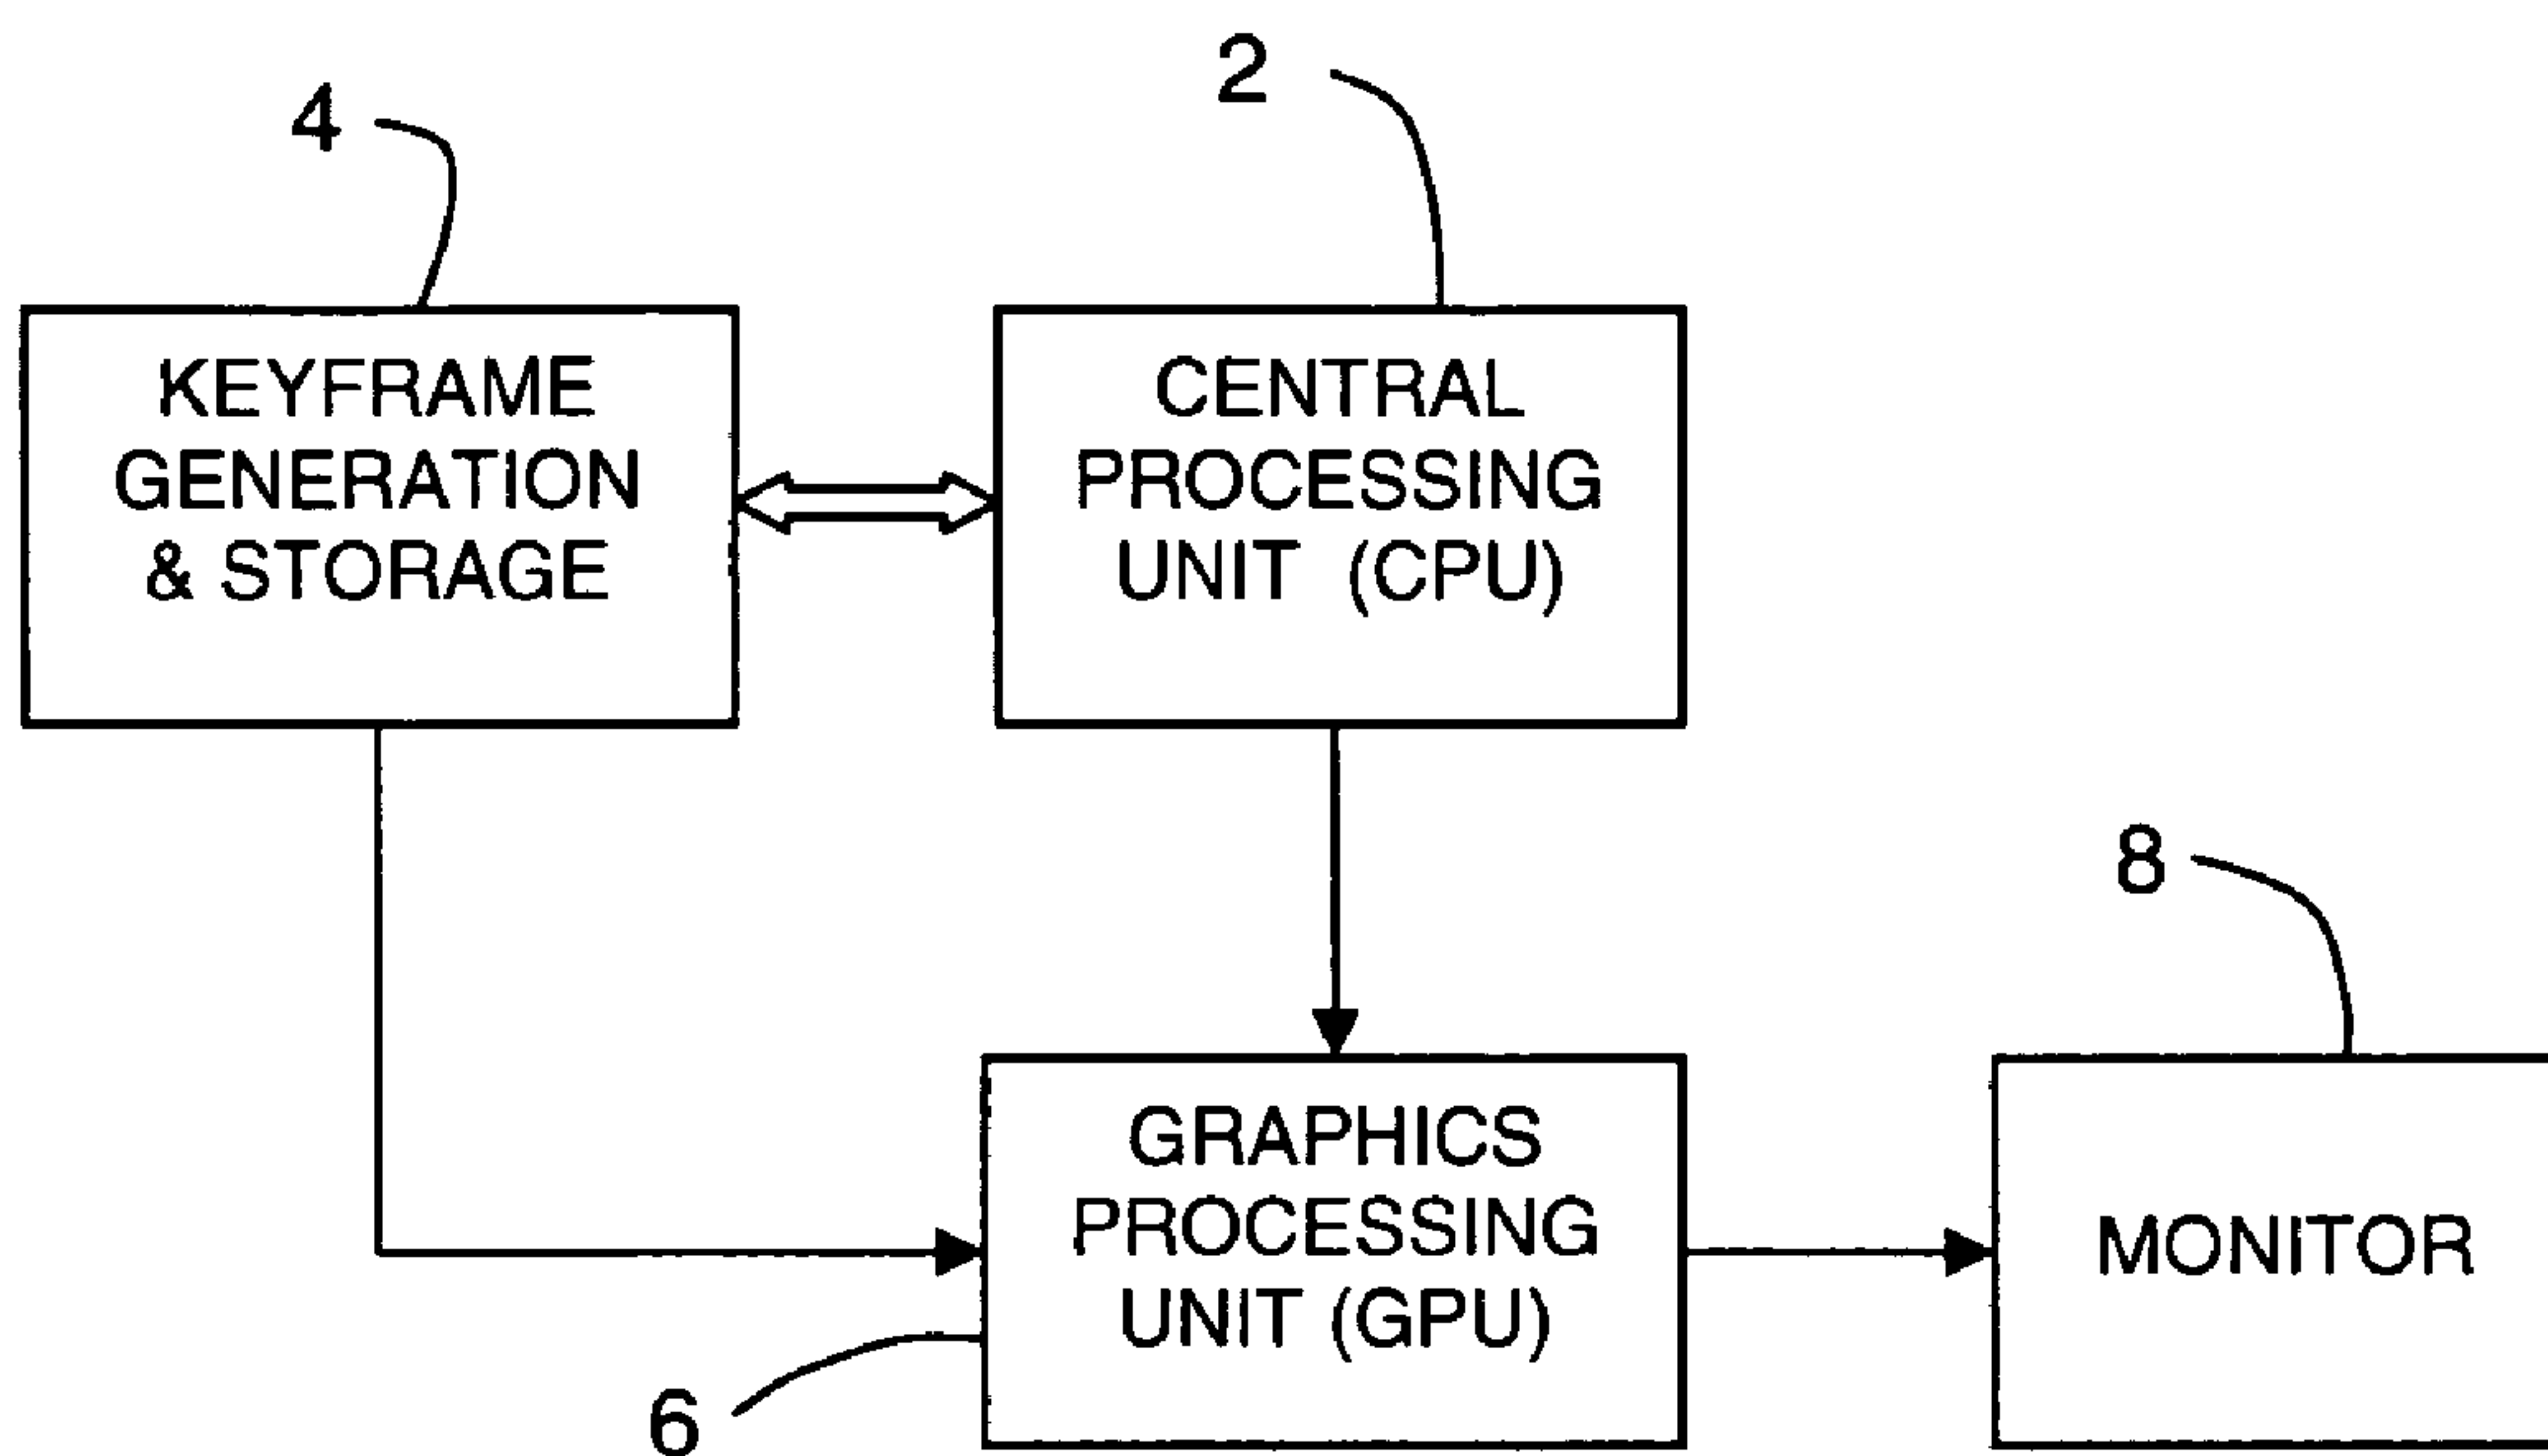 2
4
KEYFRAME
GENERATION
& STORAGE
CENTRAL
PROCESSING
UNIT (CPU)
8
GRAPHICS
PROCESSING
UNIT (GPU)
MONITOR
6